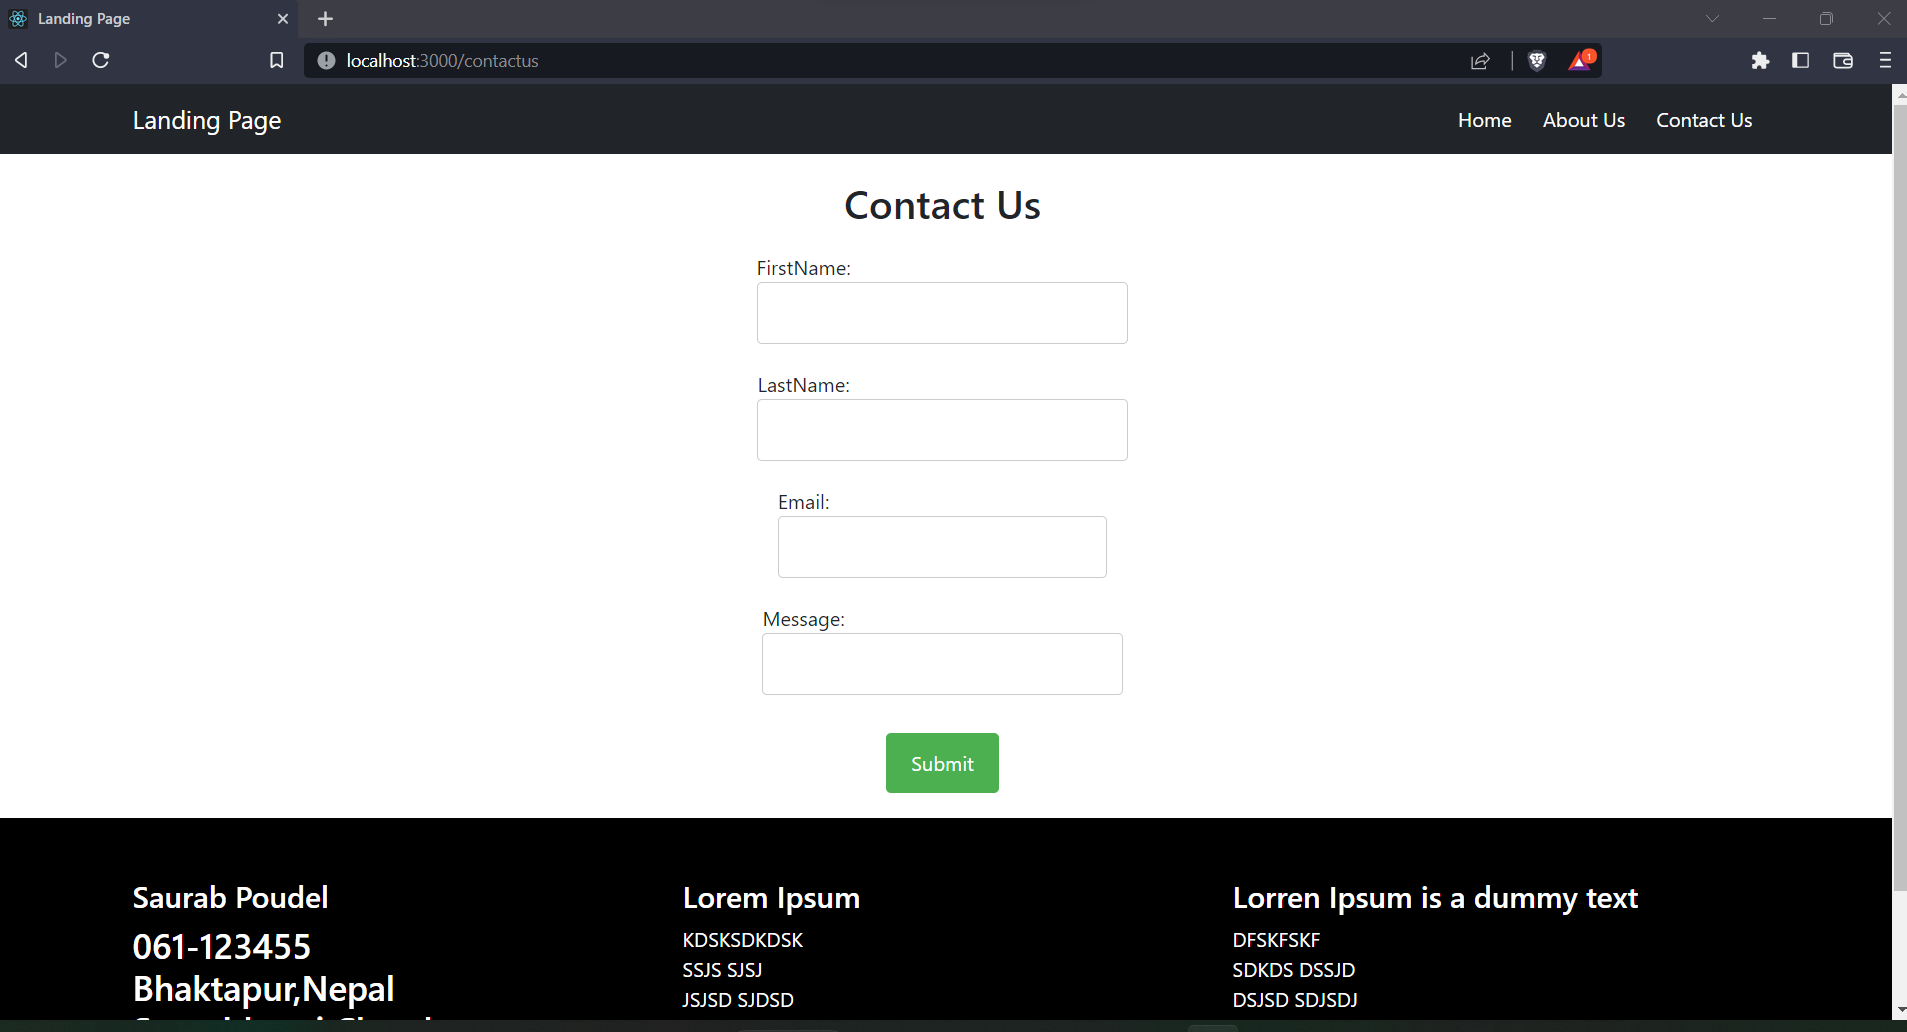 Landing Page
localhost:3000/contactus
1
Landing Page
Home About Us Contact Us
Contact Us
FirstName:
LastName:
Email:
Message:
Submit
Saurab Poudel
061-123455
Bhaktapur,Nepal
Lorem Ipsum
KDSKSDKDSK
SSJS SJSJ
JSJSD SJDSD
Lorren Ipsum is a dummy text
DFSKFSKF
SDKDS DSSJD
DSJSD SDJSDJ